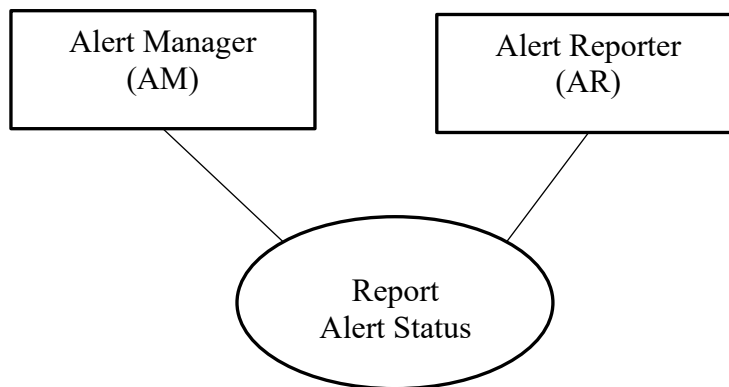 Alert Manager
(AM)
Alert Reporter
(AR)
Report
Alert Status